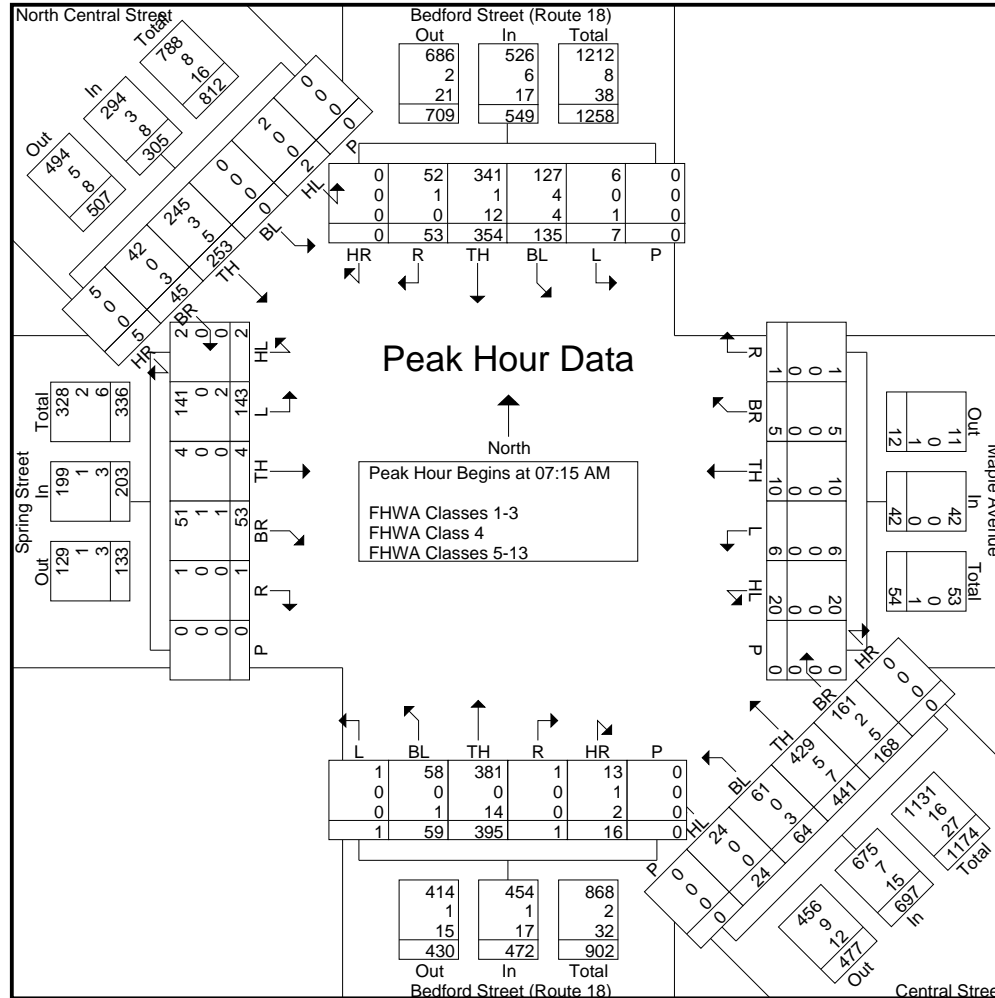 North Central Street
Out In Total
494 294 788
5 3 8
8 8 16
507 305 812
5 42 245 0 2 0
0 0 3 0 0 0
0 3 5 0 0 0
5 45 253 0 2 0
HR BR TH BL HL P
Bedford Street (Route 18)
Out In Total
686 526 1212
2 6 8
21 17 38
709 549 1258
0 52 341 127 6 0
0 1 1 4 0 0
0 0 12 4 1 0
0 53 354 135 7 0
HR R TH BL L P
Peak Hour Data
North
Peak Hour Begins at 07:15 AM
FHWA Classes 1-3
FHWA Class 4
FHWA Classes 5-13
Spring Street
Out In Total
129 199 328
1 1 2
3 3 6
133 203 336
1 51 4 141 2
0 1 0 0 0
0 1 0 2 0
1 53 4 143 2
0
0
0
0
P R BR TH L HL
Maple Avenue
Out In Total
11 42 53
0 0 0
1 0 1
12 42 54
1 5 10 6 20 0
0 0 0 0 0 0
0 0 0 0 0 0
1 5 10 6 20 0
R BR TH L HL P
L BL TH R HR P
1 58 381 1 13 0
0 0 0 0 1 0
0 1 14 0 2 0
1 59 395 1 16 0
414 454 868
1 1 2
15 17 32
430 472 902
Out In Total
Bedford Street (Route 18)
P HL BL TH BR HR
0 24 61 429 161 0
0 0 0 5 2 0
0 0 3 7 5 0
0 24 64 441 168 0
456 675 1131
9 7 16
12 15 27
477 697 1174
Out In Total
Central Stree